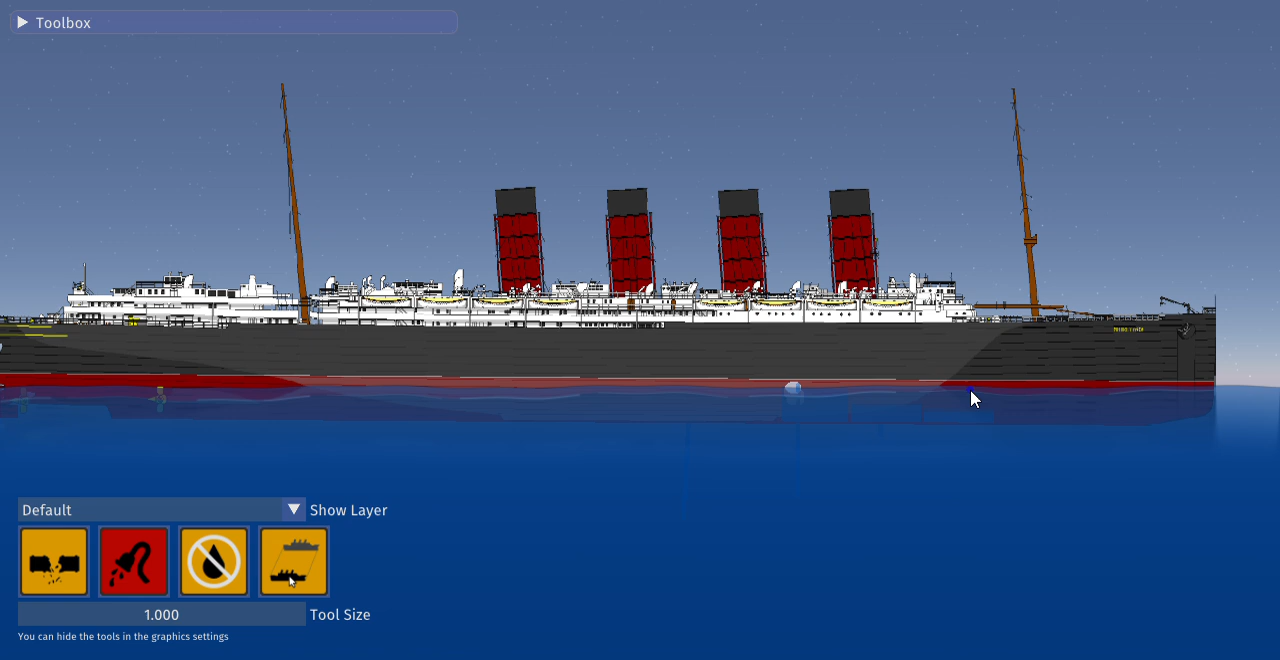 Toolbox
Default
Show Layer
1.000
Tool Size
You can hide the tools in the graphics settings